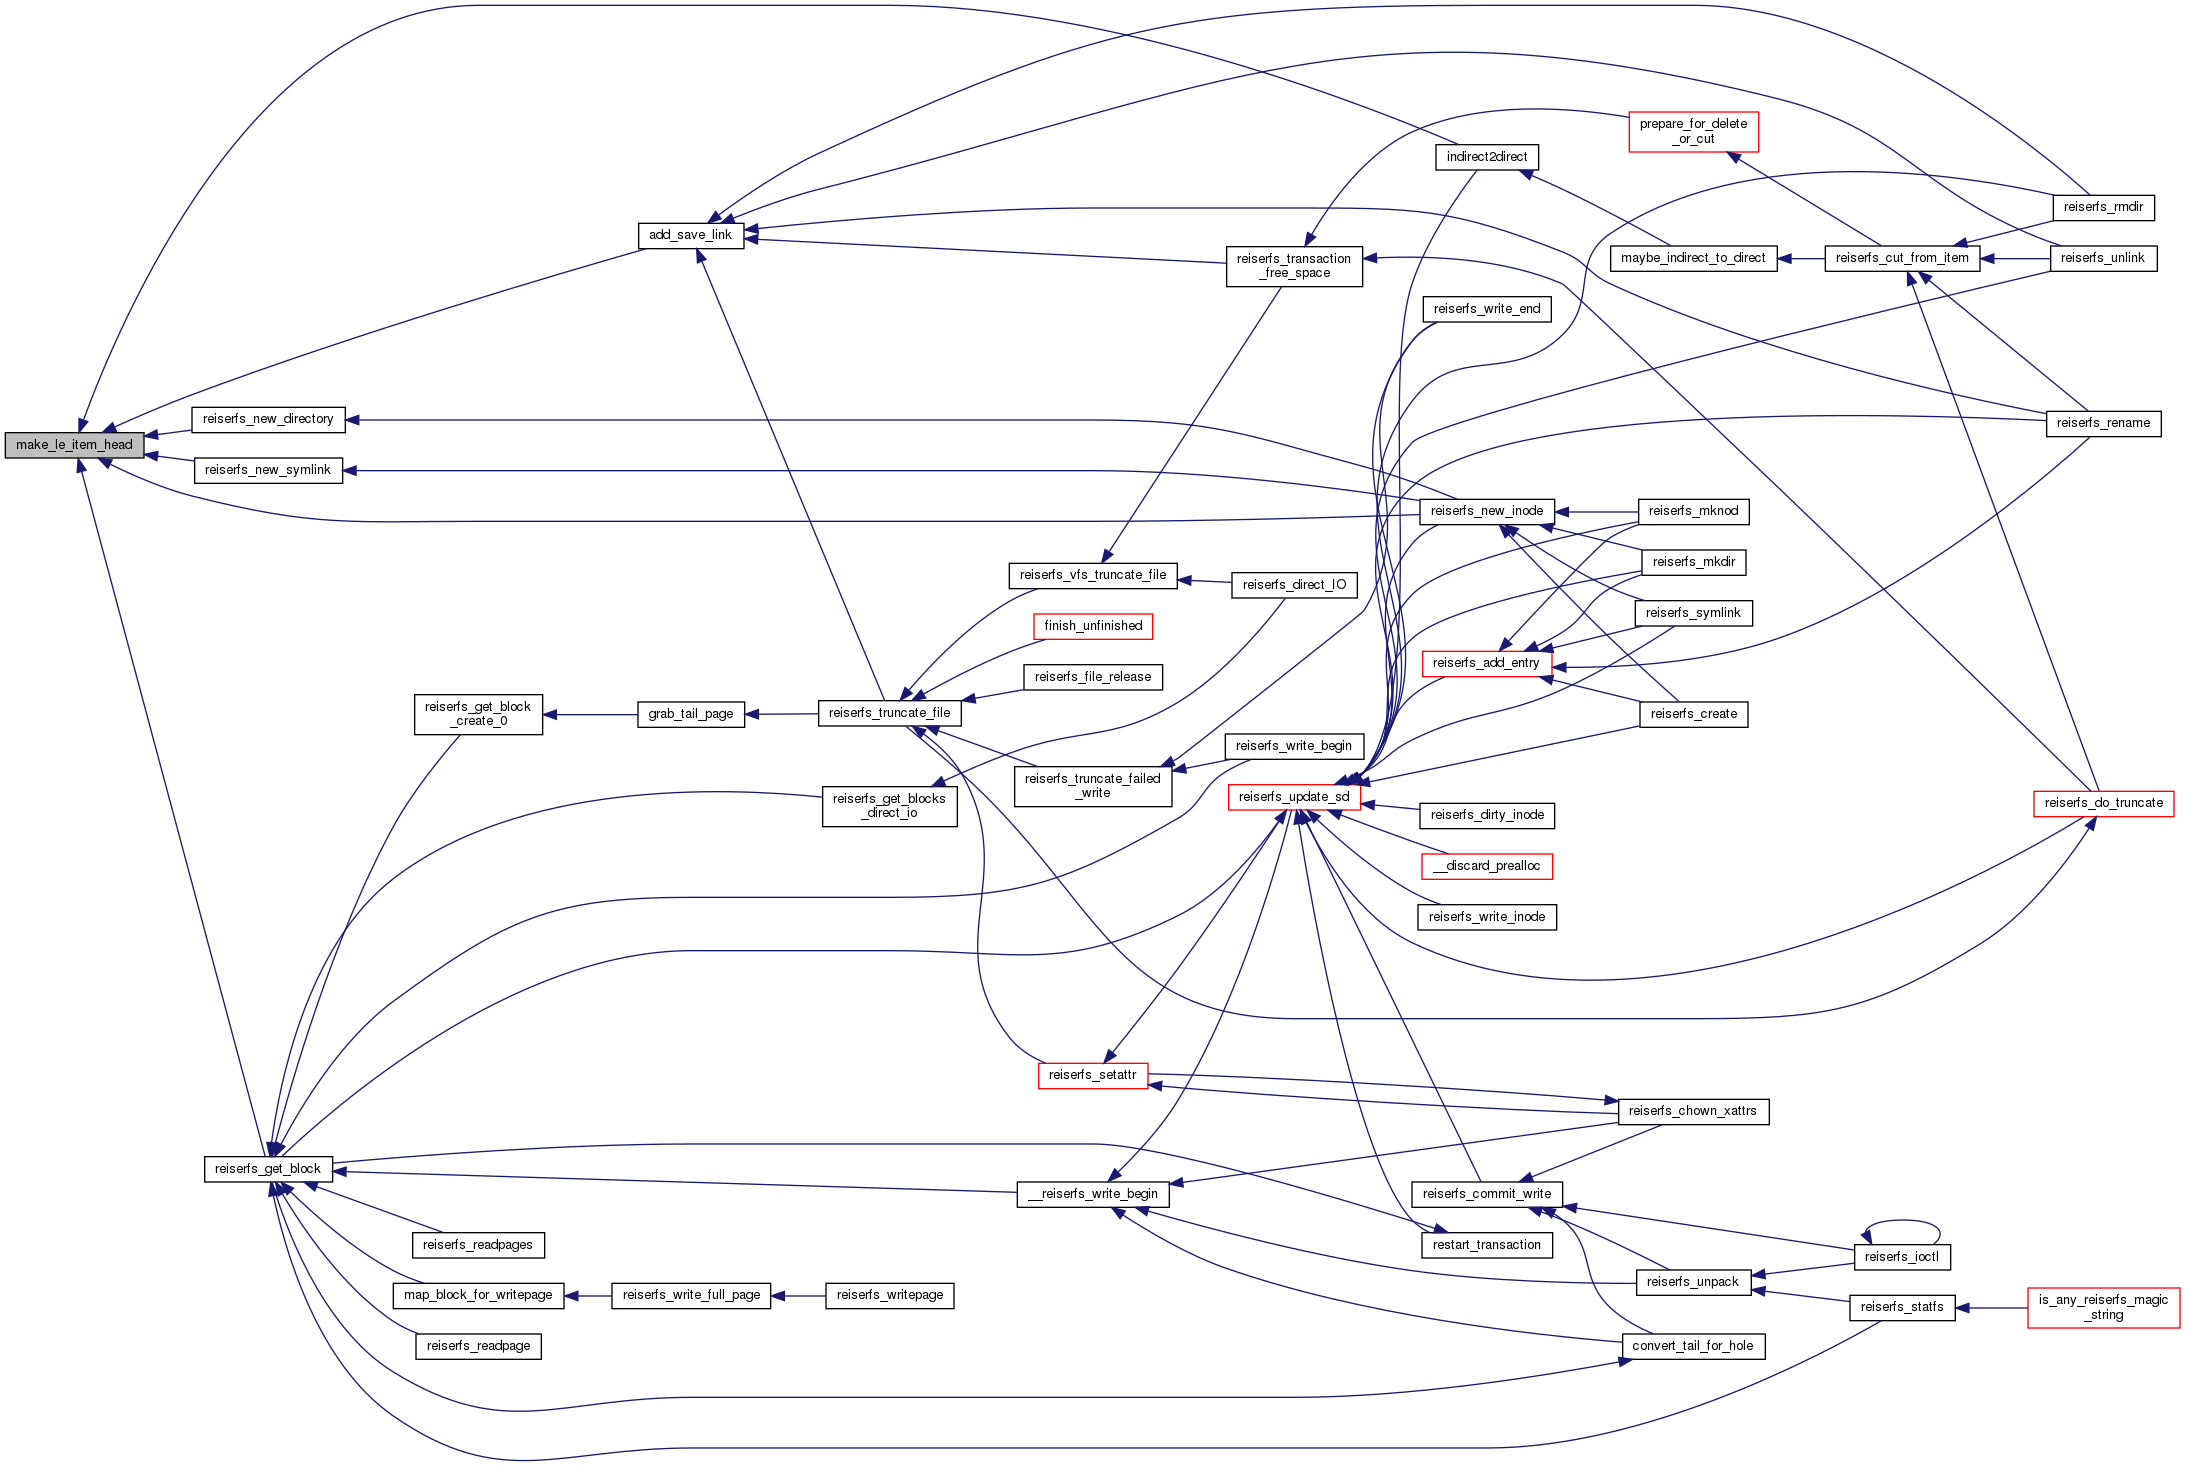 make_le_item_head
indirect2direct
add_save_link
reiserfs_new_directory
reiserfs_new_symlink
reiserfs_get_block
reiserfs_get_block
_create_0
grab_tail_page
reiserfs_truncate_file
reiserfs_get_blocks
_direct_io
reiserfs_readpages
map_block_for_writepage
reiserfs_write_full_page
reiserfs_writepage
reiserfs_readpage
reiserfs_vfs_truncate_file
finish_unfinished
reiserfs_file_release
reiserfs_truncate_failed
_write
reiserfs_setattr
__reiserfs_write_begin
reiserfs_transaction
_free_space
reiserfs_direct_IO
reiserfs_write_begin
reiserfs_update_sd
reiserfs_write_end
reiserfs_new_inode
reiserfs_add_entry
reiserfs_dirty_inode
__discard_prealloc
reiserfs_write_inode
reiserfs_commit_write
restart_transaction
prepare_for_delete
_or_cut
maybe_indirect_to_direct
reiserfs_mknod
reiserfs_mkdir
reiserfs_symlink
reiserfs_create
reiserfs_chown_xattrs
reiserfs_unpack
convert_tail_for_hole
reiserfs_cut_from_item
reiserfs_ioctl
reiserfs_statfs
reiserfs_rmdir
reiserfs_unlink
reiserfs_rename
reiserfs_do_truncate
is_any_reiserfs_magic
_string